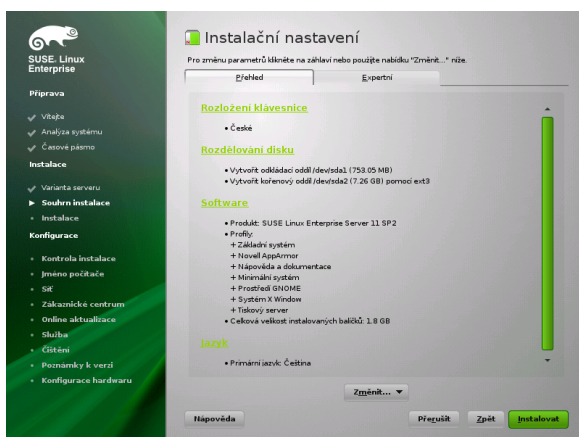 SUSE. Linux
Enterprise
Příprava
Vítejte
Analýza systému
Časové pásmo
Instalace
Varianta serveru
Souhrn instalace
Instalace
Konfigurace
Kontrola instalace
Jméno počítače
Síť
Zákaznické centrum
Online aktualizace
Služba
Čištění
Poznámky k verzi
Konfigurace hardwaru
Instalační nastavení
Pro změnu parametrů klikněte na záhlaví nebo použijte nabídku "Změnit..." níže.
Přehled Expertní
Rozložení klávesnice
• České
Rozdělování disku
• Vytvořit odkládací oddíl /dev/sda1 (753.05 MB)
• Vytvořit kořenový oddíl /dev/sda2 (7.26 GB) pomocí ext3
Software
• Produkt: SUSE Linux Enterprise Server 11 SP2
• Profily:
+ Základní systém
+ Novell AppArmor
+ Nápověda a dokumentace
+ Minimální systém
+ Prostředí GNOME
+ Systém X Window
+ Tiskový server
• Celková velikost instalovaných balíčků: 1.8 GB
Jazyk
• Primární jazyk: Čeština
Změnit...
Nápověda Přerušit Zpět Instalovat